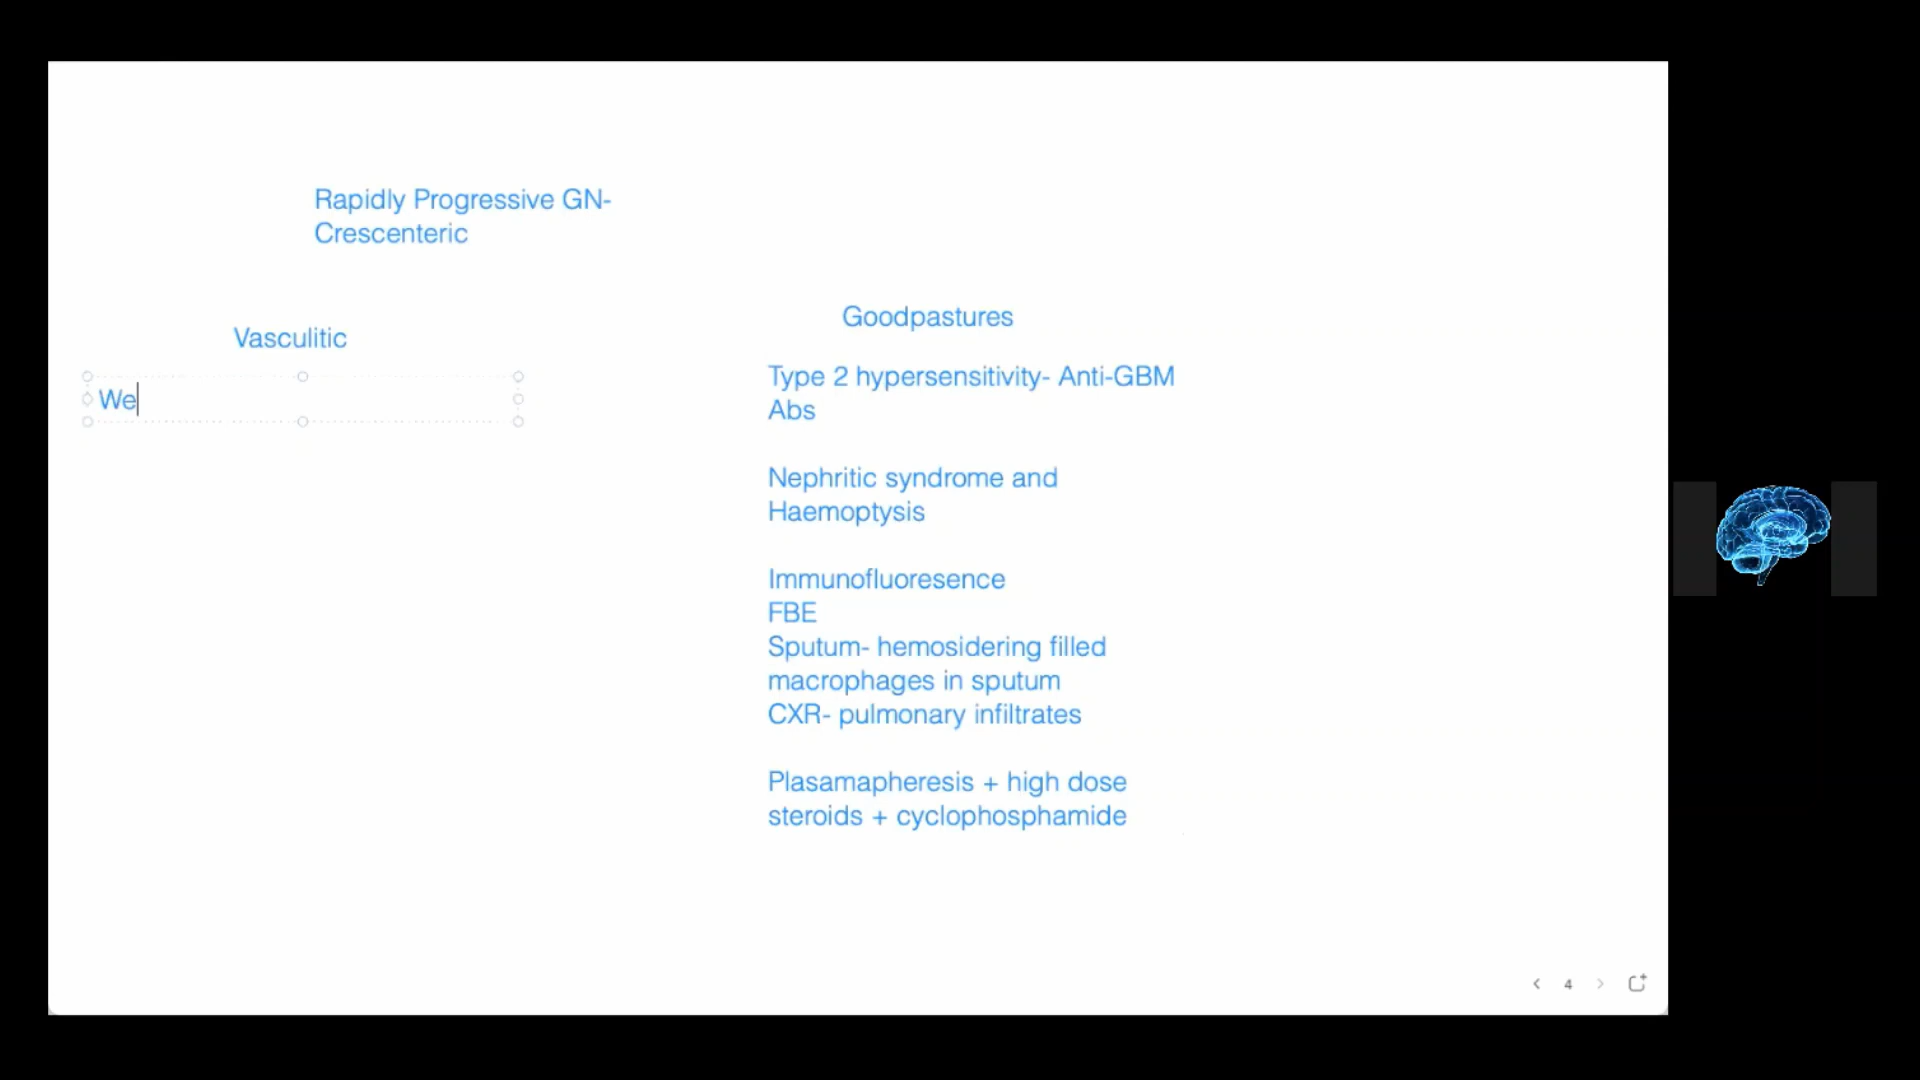 Rapidly Progressive GN-
Crescenteric
Vasculitic
We
Goodpastures
Type 2 hypersensitivity- Anti-GBM
Abs
Nephritic syndrome and
Haemoptysis
Immunofluoresence
FBE
Sputum- hemosidering filled
macrophages in sputum
CXR- pulmonary infiltrates
Plasamapheresis + high dose
steroids + cyclophosphamide
4